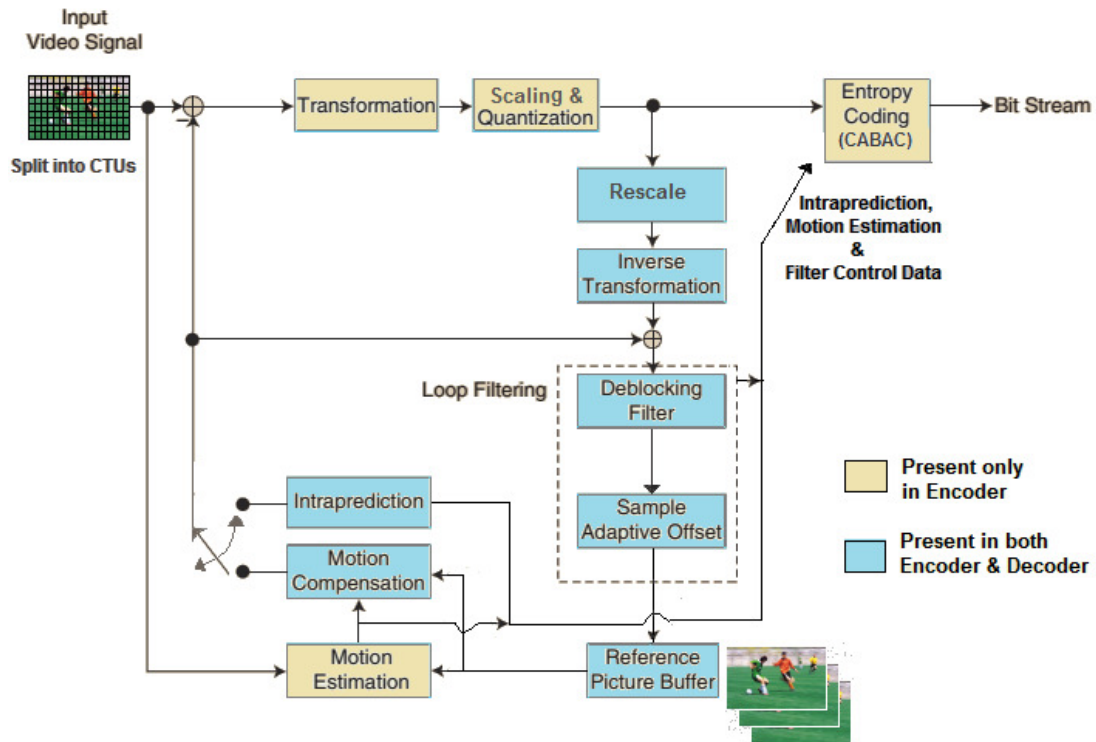 Input
Video Signal
Split into CTUs
Transformation
Scaling &
Quantization
Entropy
Coding
(CABAC)
Bit Stream
Rescale
Inverse
Transformation
Intraprediction,
Motion Estimation
&
Filter Control Data
Loop Filtering
Deblocking
Filter
Sample
Adaptive Offset
Intraprediction
Motion
Compensation
Motion
Estimation
Reference
Picture Buffer
Present only
in Encoder
Present in both
Encoder & Decoder